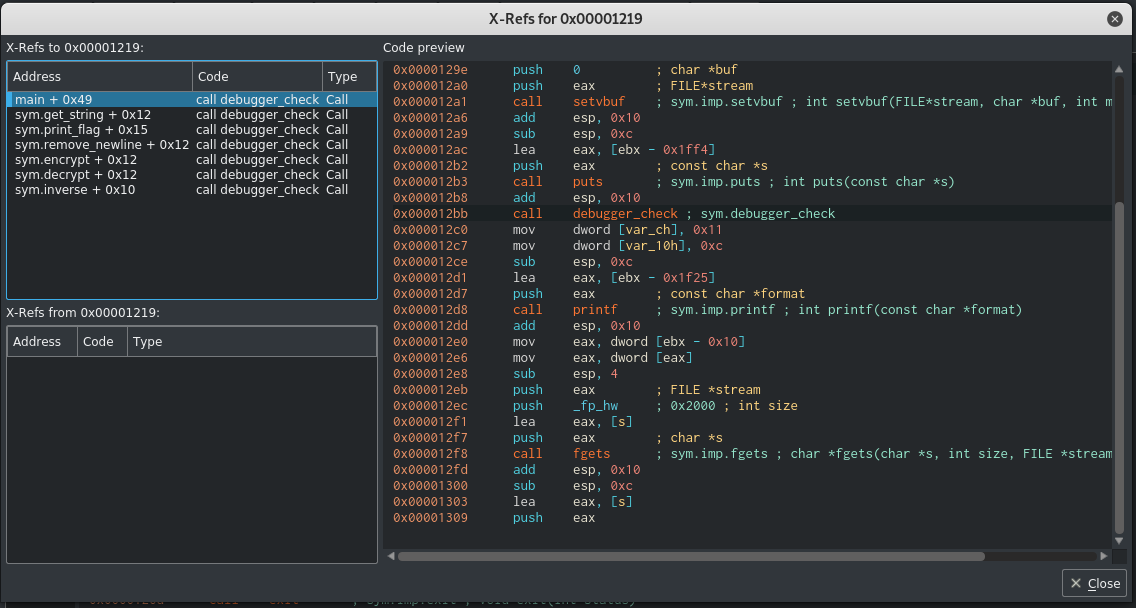 X-Refs for 0x00001219
X-Refs to 0x00001219:
Address Code Type
main + 0x49 call debugger_check Call
sym.get_string + 0x12 call debugger_check Call
sym.print_flag + 0x15 call debugger_check Call
sym.remove_newline + 0x12 call debugger_check Call
sym.encrypt + 0x12 call debugger_check Call
sym.decrypt + 0x12 call debugger_check Call
sym.inverse + 0x10 call debugger_check Call
X-Refs from 0x00001219:
Address Code Type
Code preview
0x0000129e push 0 ; char *buf
0x000012a0 push eax ; FILE*stream
0x000012a1 call setvbuf ; sym.imp.setvbuf ; int setvbuf(FILE*stream, char *buf, int m
0x000012a6 add esp, 0x10
0x000012a9 sub esp, 0xc
0x000012ac lea eax, [ebx - 0x1ff4]
0x000012b2 push eax ; const char *s
0x000012b3 call puts ; sym.imp.puts ; int puts(const char *s)
0x000012b8 add esp, 0x10
0x000012bb call debugger_check ; sym.debugger_check
0x000012c0 mov dword [var_ch], 0x11
0x000012c7 mov dword [var_10h], 0xc
0x000012ce sub esp, 0xc
0x000012d1 lea eax, [ebx - 0x1f25]
0x000012d7 push eax ; const char *format
0x000012d8 call printf ; sym.imp.printf ; int printf(const char *format)
0x000012dd add esp, 0x10
0x000012e0 mov eax, dword [ebx - 0x10]
0x000012e6 mov eax, dword [eax]
0x000012e8 sub esp, 4
0x000012eb push eax ; FILE *stream
0x000012ec push _fp_hw ; 0x2000 ; int size
0x000012f1 lea eax, [s]
0x000012f7 push eax ; char *s
0x000012f8 call fgets ; sym.imp.fgets ; char *fgets(char *s, int size, FILE *stream
0x000012fd add esp, 0x10
0x00001300 sub esp, 0xc
0x00001303 lea eax, [s]
0x00001309 push eax
Close